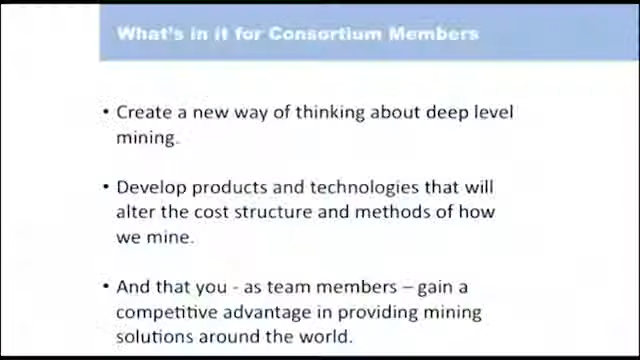 What's in it for Consortium Members
• Create a new way of thinking about deep level
mining.
• Develop products and technologies that will
alter the cost structure and methods of how
we mine.
• And that you - as team members – gain a
competitive advantage in providing mining
solutions around the world.